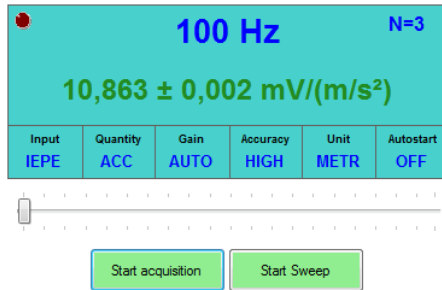 100 Hz N=3
10,863 ± 0,002 mV/(m/s²)
Input Quantity Gain Accuracy Unit Autostart
IEPE ACC AUTO HIGH METR OFF
Start acquisition Start Sweep